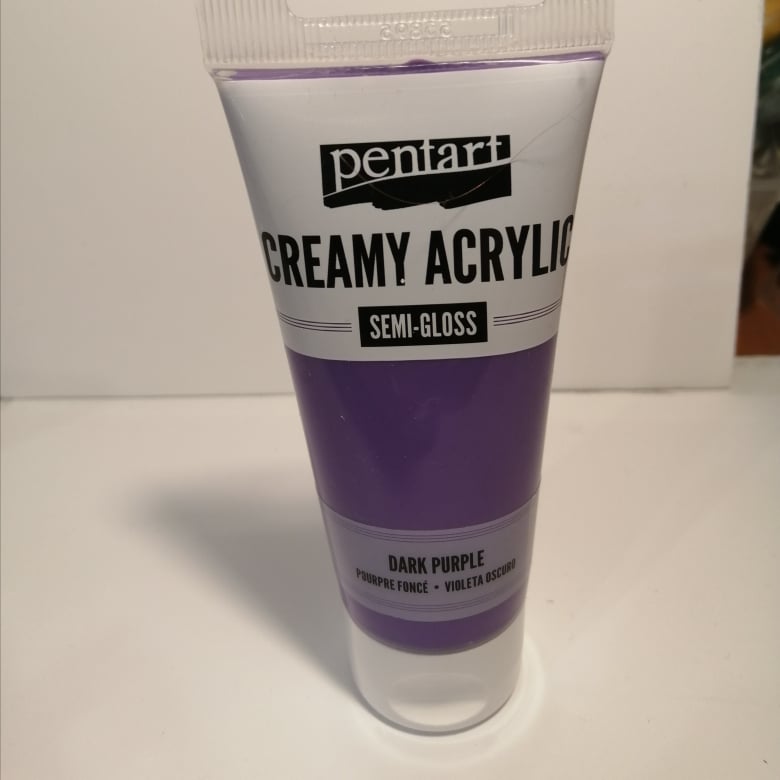 pentart
CREAMY ACRYLIC
SEMI-GLOSS
DARK PURPLE
POURPRE FONCÉ • VIOLETA OSCURO